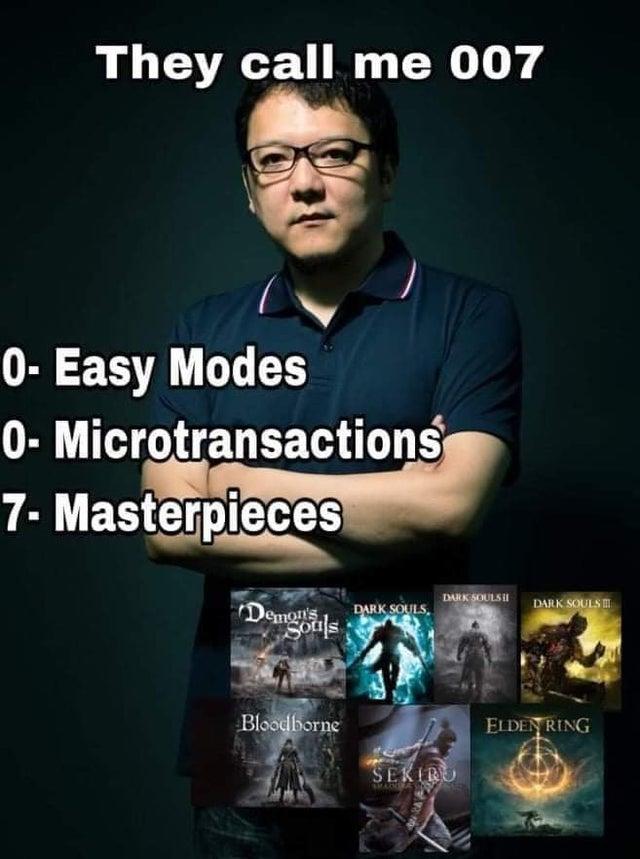 They call me 007
0- Easy Modes
0- Microtransactions
7- Masterpieces
Demon's
Souls
DARK SOULS
DARK SOULS II
DARK SOULS III
Bloodborne
SEKIRO
ELDEN RING